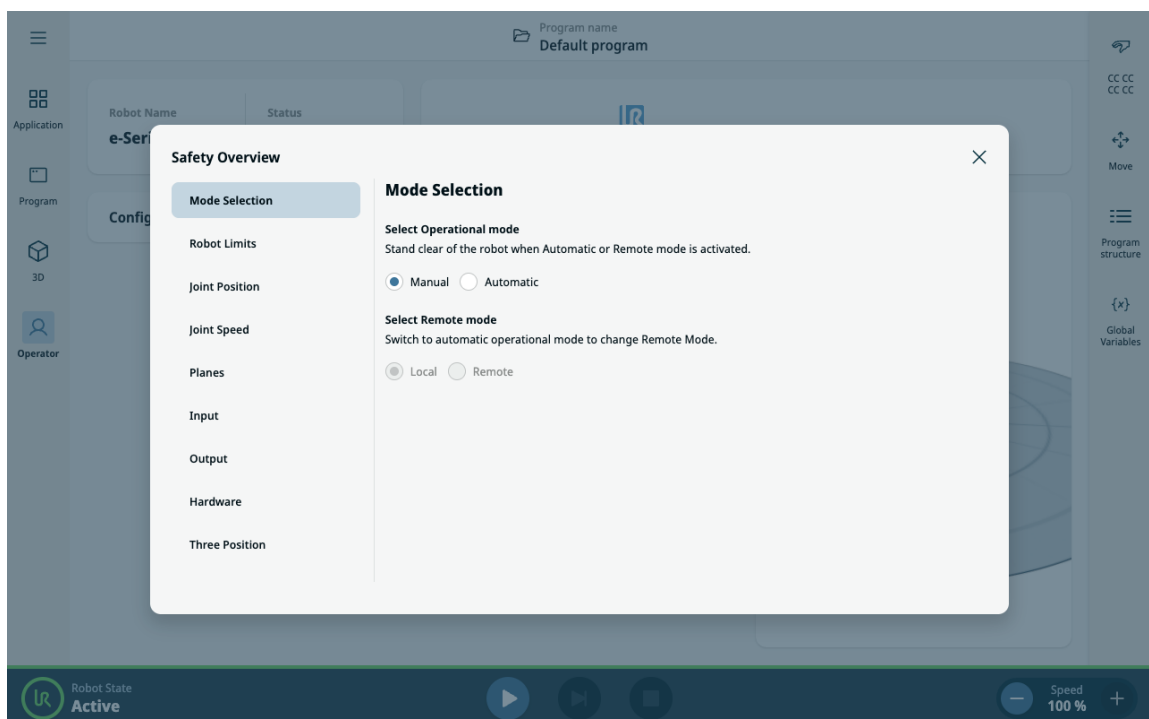 Program name
Default program
Application
Program
3D
Operator
Robot Name
Status
e-Seri
Config
Safety Overview
Mode Selection
Robot Limits
Joint Position
Joint Speed
Planes
Input
Output
Hardware
Three Position
Mode Selection
Select Operational mode
Stand clear of the robot when Automatic or Remote mode is activated.
Manual Automatic
Select Remote mode
Switch to automatic operational mode to change Remote Mode.
Local Remote
CC CC
CC CC
Move
Program
structure
{x}
Global
Variables
Robot State
Active
Speed
100 %